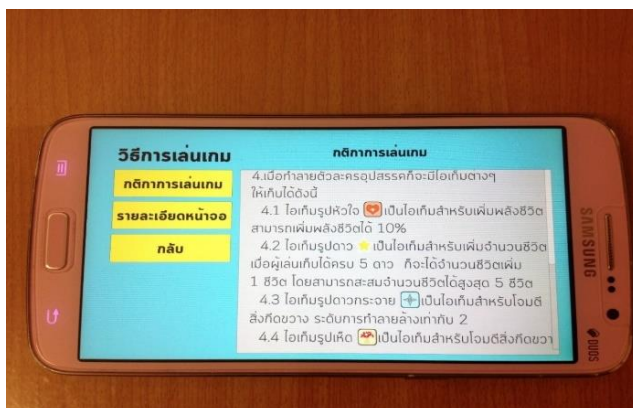 วิธีการเล่นเกม
กติกาการเล่นเกม
รายละเอียดหน้าจอ
กลับ
กติกาการเล่นเกม
4.เมื่อทำลายตัวละครอุปสรรคก็จะมีไอเท็มต่างๆ
ให้เก็บได้ดังนี้
4.1 ไอเท็มรูปหัวใจ เป็นไอเท็มสำหรับเพิ่มพลังชีวิต
สามารถเพิ่มพลังชีวิตได้ 10%
4.2 ไอเท็มรูปดาว เป็นไอเท็มสำหรับเพิ่มจำนวนชีวิต
เมื่อผู้เล่นเก็บได้ครบ 5 ดาว ก็จะได้จำนวนชีวิตเพิ่ม
1 ชีวิต โดยสามารถสะสมจำนวนชีวิตได้สูงสุด 5 ชีวิต
4.3 ไอเท็มรูปดาวกระจาย เป็นไอเท็มสำหรับโจมตี
สิ่งกีดขวาง ระดับการทำลายล้างเท่ากับ 2
4.4 ไอเท็มรูปเห็ด เป็นไอเท็มสำหรับโจมตีสิ่งกีดขวา
SAMSUNG
DUOS